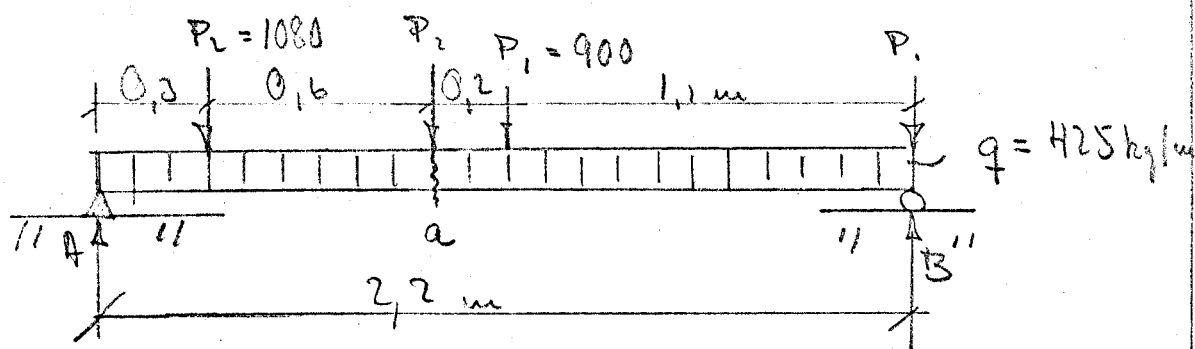 P₂ = 1080 P₂ P₁ = 900 P₁
0,3 0,6 0,2 1,1 m
q = 425 kg/m
A a B
2,2 m